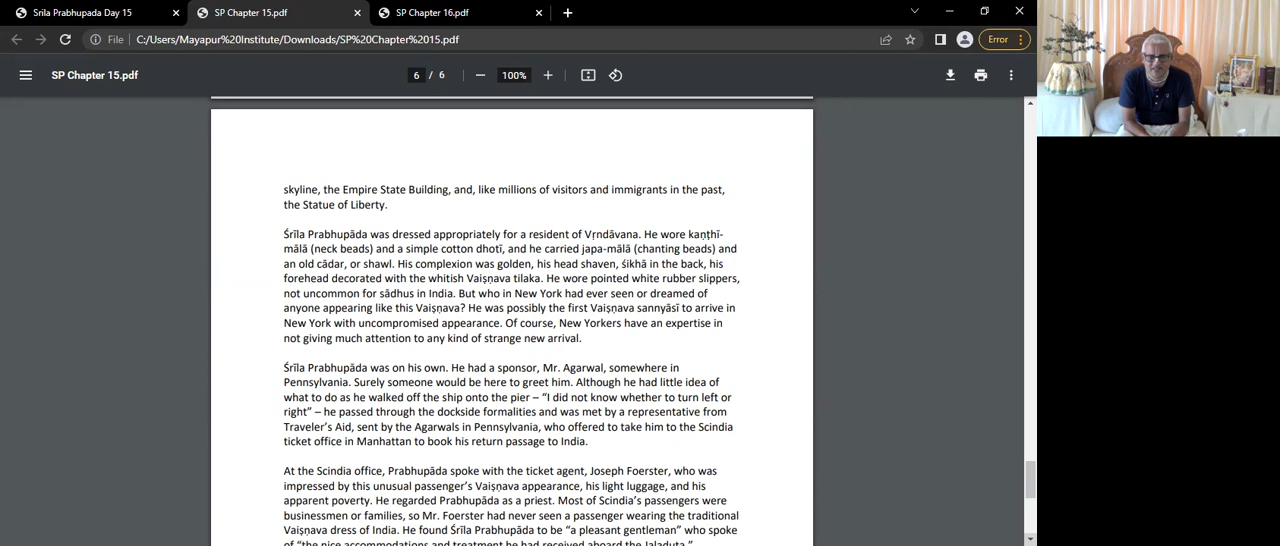 Srila Prabhupada Day 15
SP Chapter 15.pdf
SP Chapter 16.pdf
File
C:/Users/Mayapur%20Institute/Downloads/SP%20Chapter%2015.pdf
Error
SP Chapter 15.pdf
6 / 6
100%
skyline, the Empire State Building, and, like millions of visitors and immigrants in the past,
the Statue of Liberty.
Śrīla Prabhupāda was dressed appropriately for a resident of Vṛndāvana. He wore kaṇṭhī-
mālā (neck beads) and a simple cotton dhotī, and he carried japa-mālā (chanting beads) and
an old cādar, or shawl. His complexion was golden, his head shaven, śikhā in the back, his
forehead decorated with the whitish Vaiṣṇava tilaka. He wore pointed white rubber slippers,
not uncommon for sādhus in India. But who in New York had ever seen or dreamed of
anyone appearing like this Vaiṣṇava? He was possibly the first Vaiṣṇava sannyāsī to arrive in
New York with uncompromised appearance. Of course, New Yorkers have an expertise in
not giving much attention to any kind of strange new arrival.
Śrīla Prabhupāda was on his own. He had a sponsor, Mr. Agarwal, somewhere in
Pennsylvania. Surely someone would be here to greet him. Although he had little idea of
what to do as he walked off the ship onto the pier – “I did not know whether to turn left or
right” – he passed through the dockside formalities and was met by a representative from
Traveler’s Aid, sent by the Agarwals in Pennsylvania, who offered to take him to the Scindia
ticket office in Manhattan to book his return passage to India.
At the Scindia office, Prabhupāda spoke with the ticket agent, Joseph Foerster, who was
impressed by this unusual passenger’s Vaiṣṇava appearance, his light luggage, and his
apparent poverty. He regarded Prabhupāda as a priest. Most of Scindia’s passengers were
businessmen or families, so Mr. Foerster had never seen a passenger wearing the traditional
Vaiṣṇava dress of India. He found Śrīla Prabhupāda to be “a pleasant gentleman” who spoke
of “the nice accommodations and treatment he had received aboard the Jaladuta.”